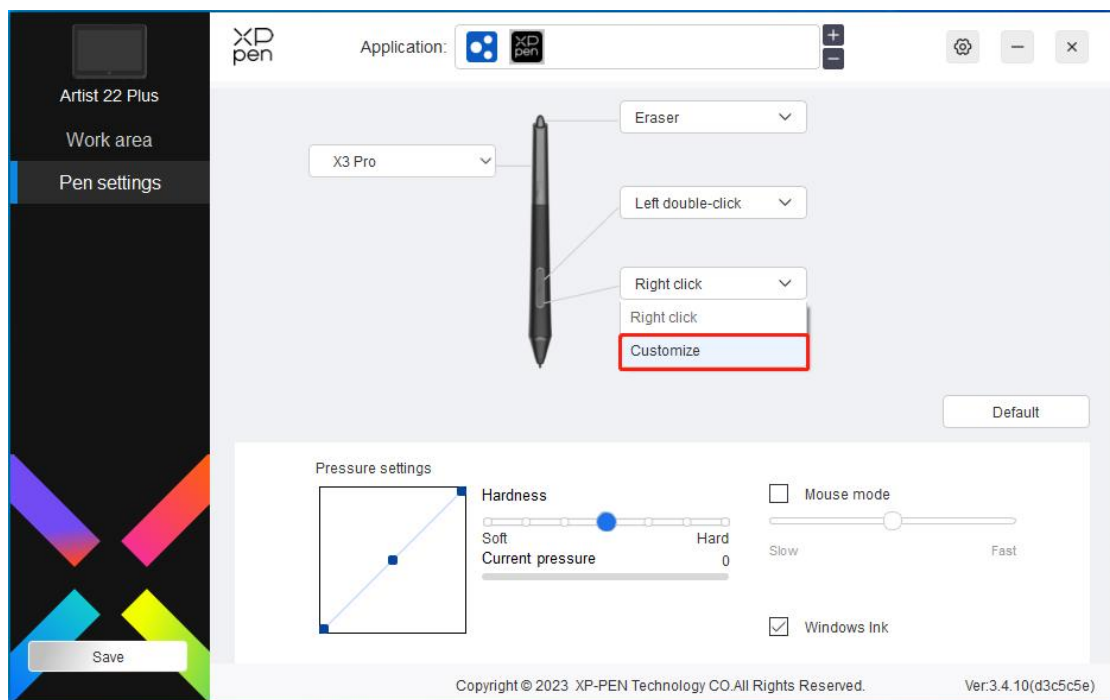 XP
pen
Application:
XP
pen
Artist 22 Plus
Work area
Pen settings
Eraser
X3 Pro
Left double-click
Right click
Right click
Customize
Default
Pressure settings
Hardness
Soft Hard
Current pressure 0
Mouse mode
Slow Fast
Windows Ink
Save
Copyright © 2023 XP-PEN Technology CO.All Rights Reserved. Ver:3.4.10(d3c5c5e)